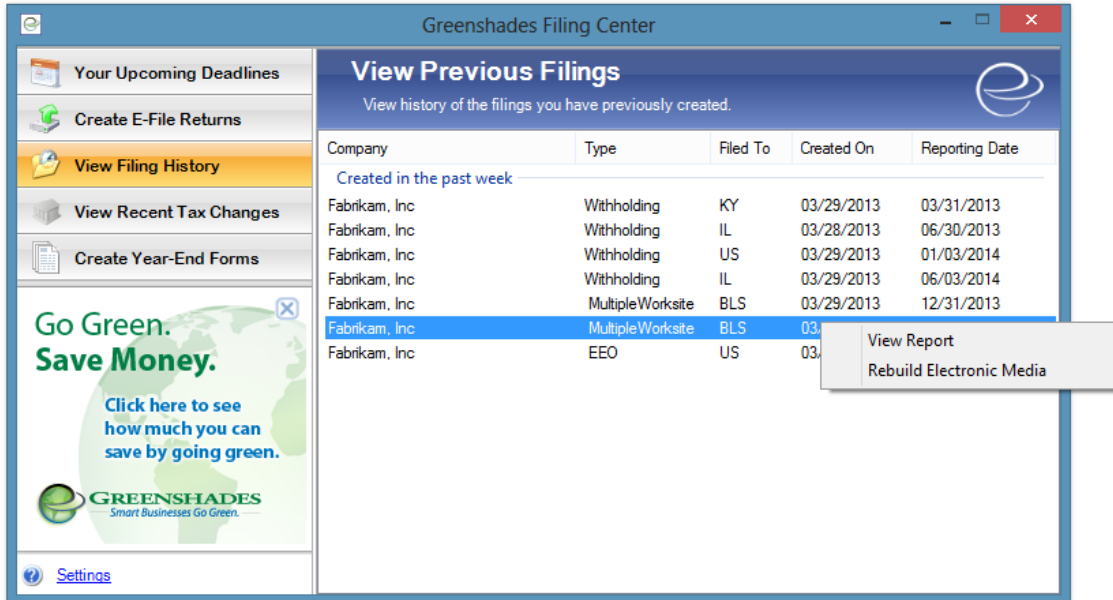 Greenshades Filing Center
Your Upcoming Deadlines
Create E-File Returns
View Filing History
View Recent Tax Changes
Create Year-End Forms
Go Green.
Save Money.
Click here to see
how much you can
save by going green.
GREENSHADES
Smart Businesses Go Green.
Settings
View Previous Filings
View history of the filings you have previously created.
Company Type Filed To Created On Reporting Date
Created in the past week
Fabrikam, Inc Withholding KY 03/29/2013 03/31/2013
Fabrikam, Inc Withholding IL 03/28/2013 06/30/2013
Fabrikam, Inc Withholding US 03/29/2013 01/03/2014
Fabrikam, Inc Withholding IL 03/29/2013 06/03/2014
Fabrikam, Inc MultipleWorksite BLS 03/29/2013 12/31/2013
Fabrikam, Inc MultipleWorksite BLS 03/
Fabrikam, Inc EEO US 03/
View Report
Rebuild Electronic Media